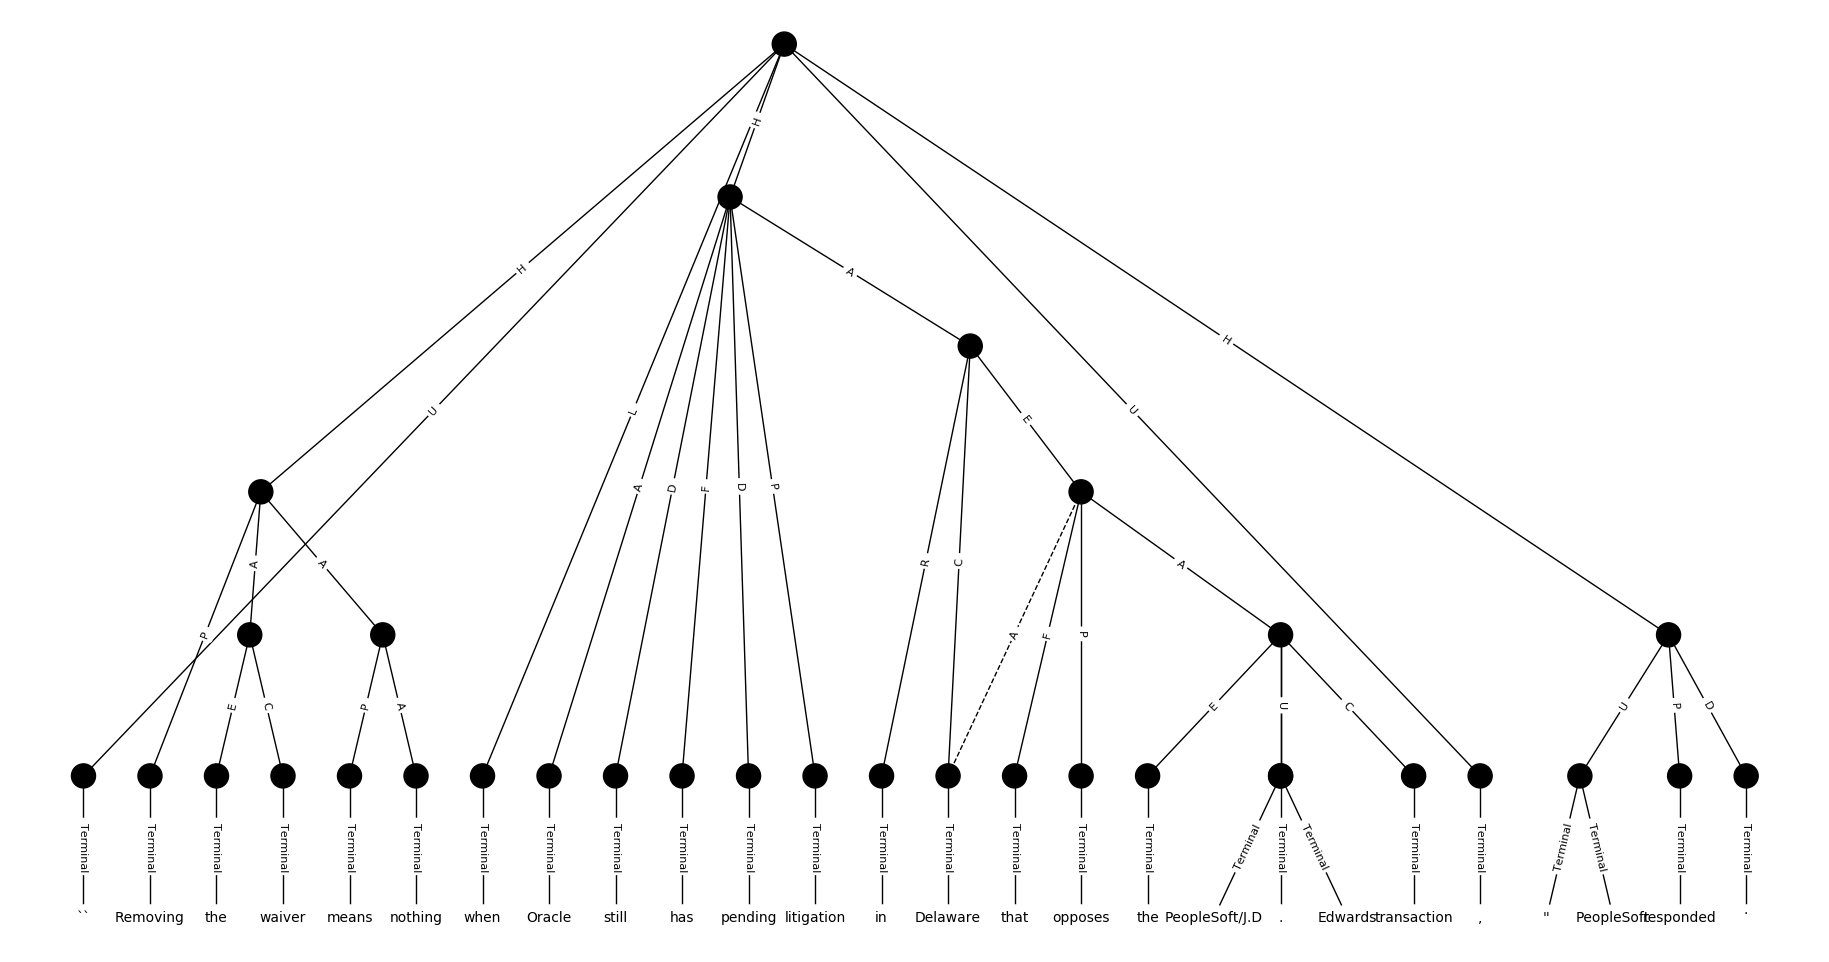 H
H
A
H
L
U
U
E
A
D
F
D
P
A
A
R
C
A
P
A
F
P
E
C
P
A
E
U
C
U
P
D
Terminal Terminal Terminal Terminal Terminal Terminal Terminal Terminal Terminal Terminal Terminal Terminal Terminal Terminal Terminal Terminal Terminal Terminal Terminal Terminal Terminal Terminal Terminal Terminal Terminal Terminal
`` Removing the waiver means nothing when Oracle still has pending litigation in Delaware that opposes the PeopleSoft/J.D . Edwards transaction , " PeopleSoft responded .